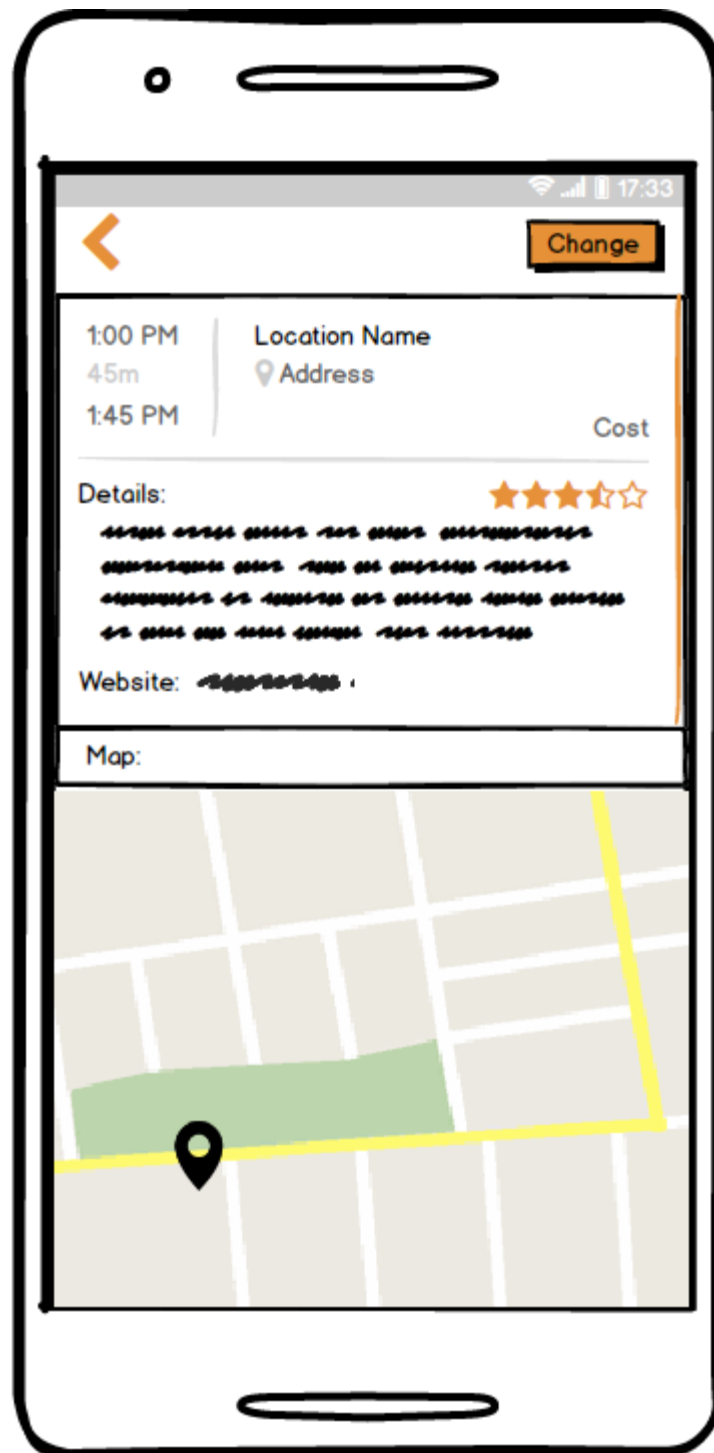 17:33
Change
1:00 PM
45m
1:45 PM
Location Name
Address
Cost
Details:
Website:
Map: